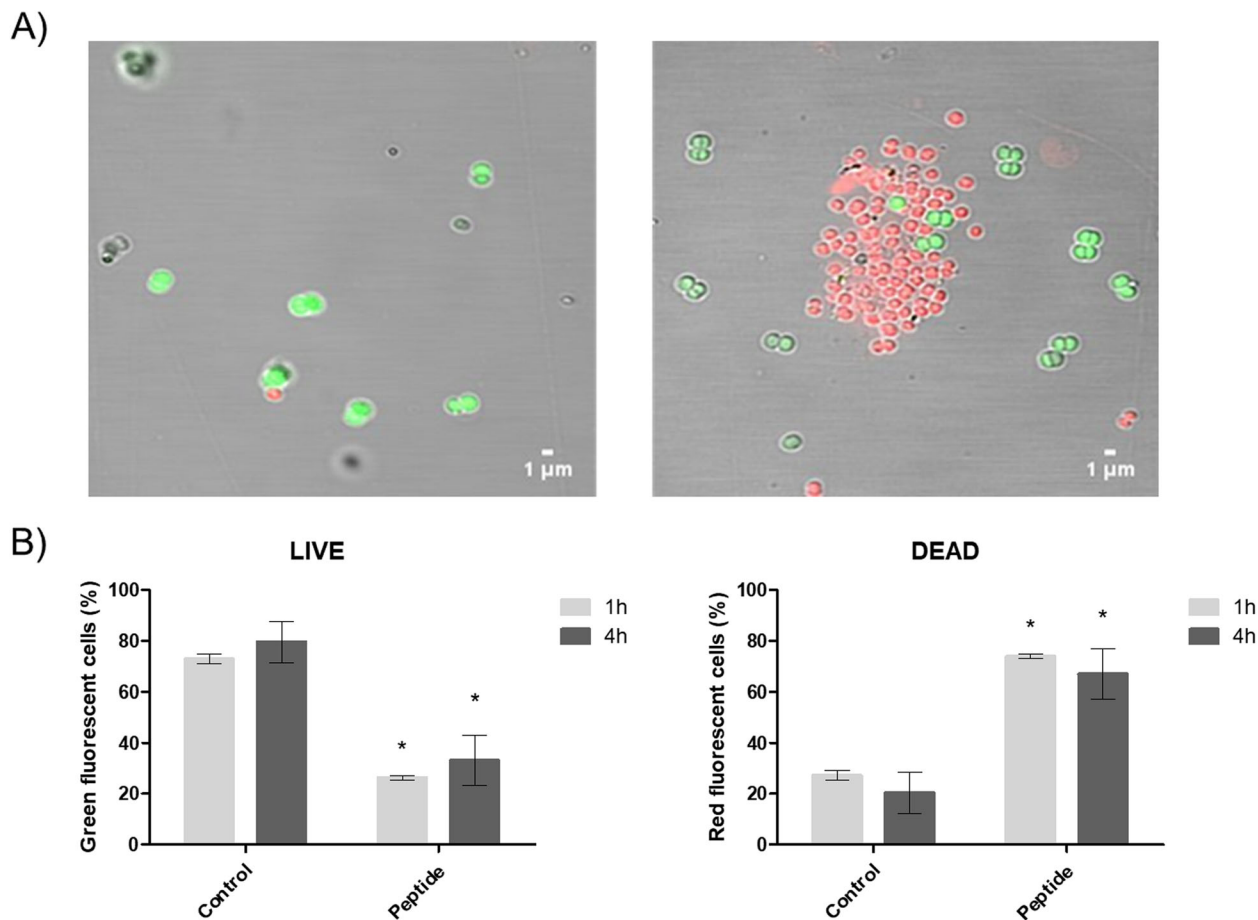 A)
1 µm
1 µm
B)
LIVE
Green fluorescent cells (%)
100
80
60
40
20
0
*
*
Control
Peptide
1h
4h
DEAD
Red fluorescent cells (%)
100
80
60
40
20
0
*
*
Control
Peptide
1h
4h